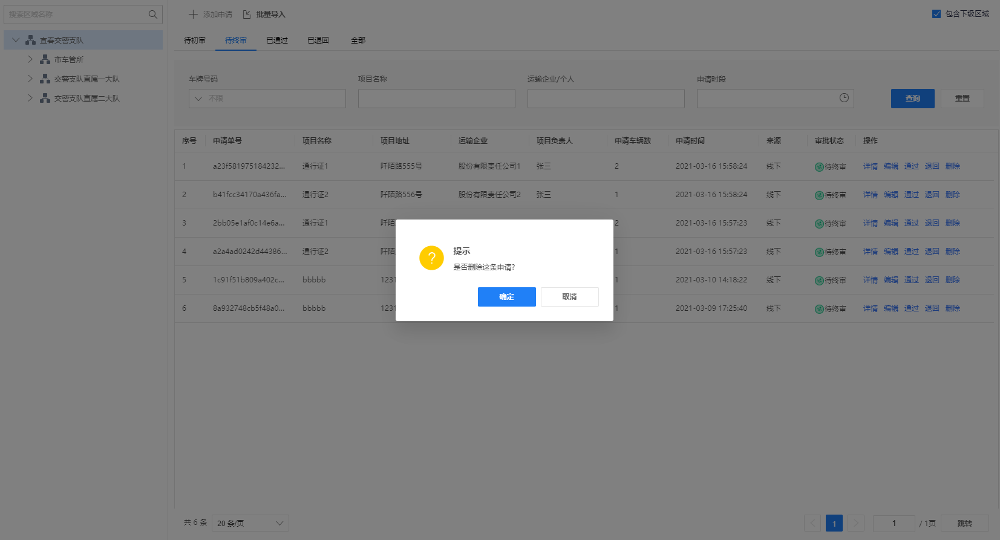 搜索区域名称
宜春交警支队
市车管所
交警支队直属一大队
交警支队直属二大队
添加申请 批量导入 包含下级区域
待初审 待终审 已通过 已退回 全部
车牌号码 项目名称 运输企业/个人 申请时段
不限 查询 重置
序号 申请单号 项目名称 项目地址 运输企业 项目负责人 申请车辆数 申请时间 来源 审批状态 操作
1 a23f581975184232... 通行证1 阡陌路555号 股份有限责任公司1 张三 2 2021-03-16 15:58:24 线下 待终审 详情 编辑 通过 退回 删除
2 b41fcc34170a436fa... 通行证2 阡陌路556号 股份有限责任公司2 张三 1 2021-03-16 15:58:24 线下 待终审 详情 编辑 通过 退回 删除
3 2bb05e1af0c14e6a... 通行证1 阡陌 2 2021-03-16 15:57:23 线下 待终审 详情 编辑 通过 退回 删除
4 a2a4ad0242d44386... 通行证2 阡陌 1 2021-03-16 15:57:23 线下 待终审 详情 编辑 通过 退回 删除
5 1c91f51b809a402c... bbbbb 1231 1 2021-03-10 14:18:22 线下 待终审 详情 编辑 通过 退回 删除
6 8a932748cb5f48a0... bbbbb 1231 1 2021-03-09 17:25:40 线下 待终审 详情 编辑 通过 退回 删除
提示
是否删除这条申请?
确定 取消
共 6 条 20 条/页 1 1 / 1页 跳转